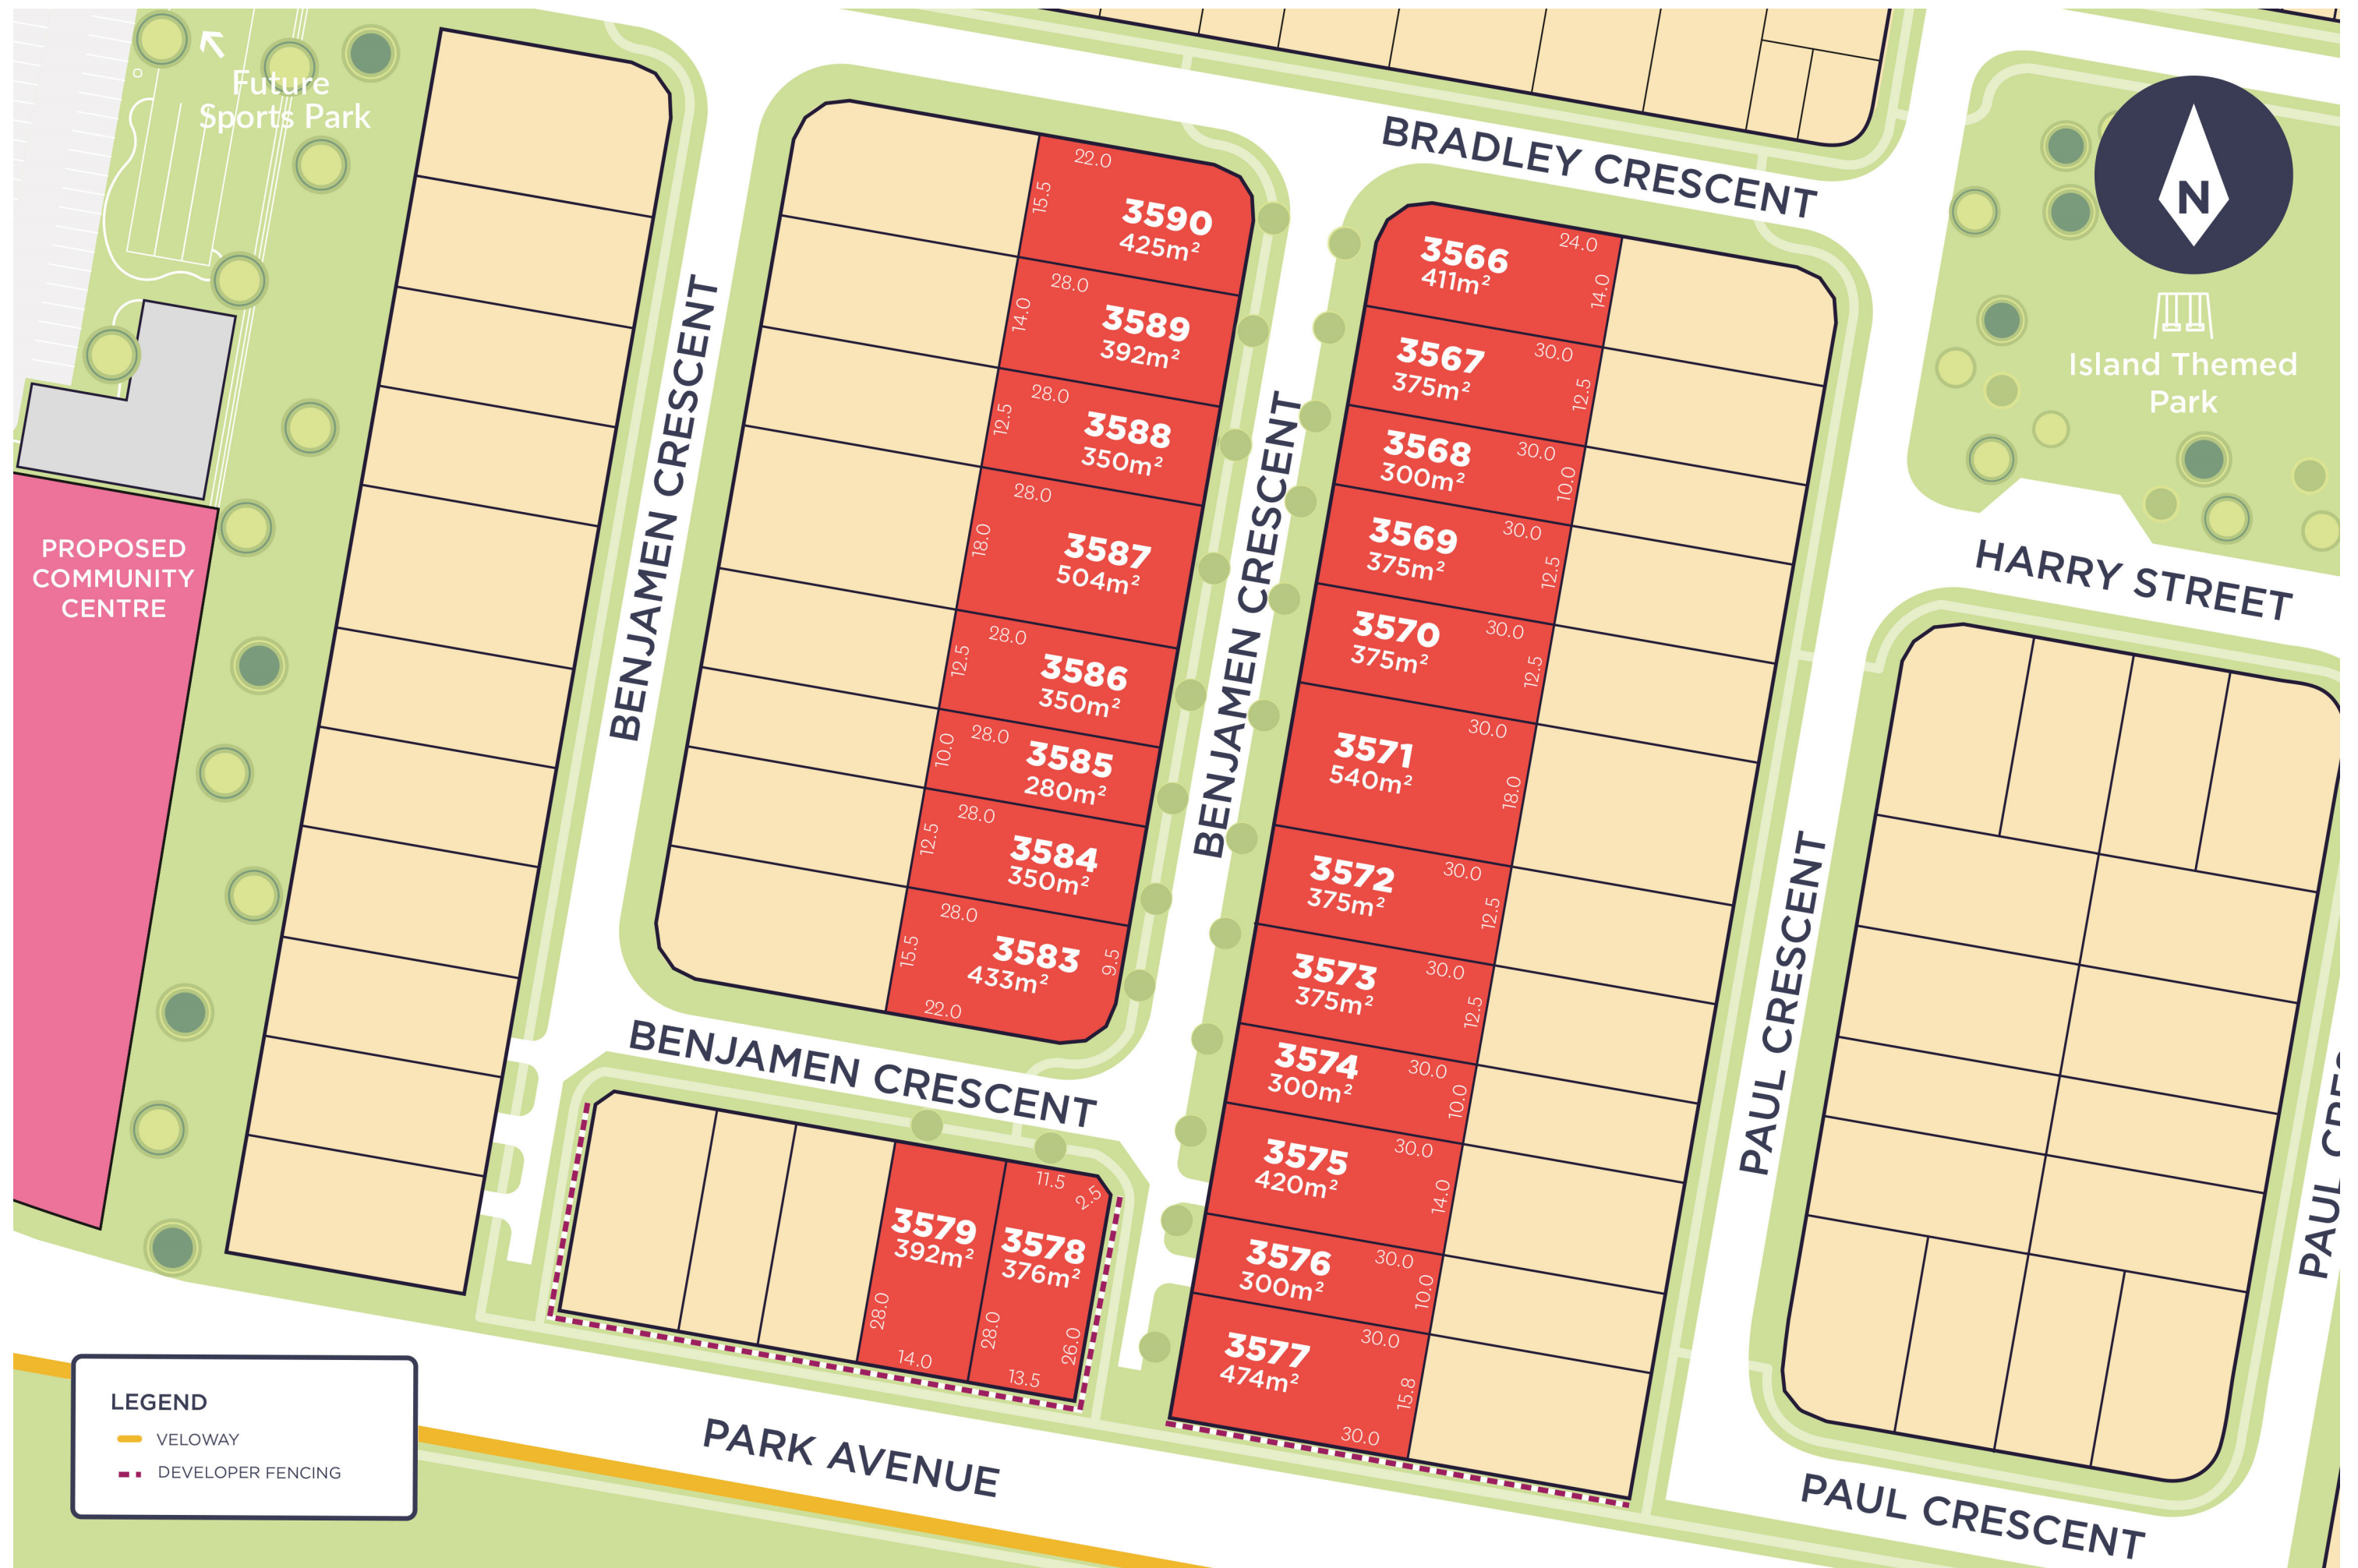 Future
Sports Park
PROPOSED
COMMUNITY
CENTRE
BENJAMEN CRESCENT
22.0
15.5
3590
425m²
28.0
14.0
3589
392m²
28.0
12.5
3588
350m²
28.0
18.0
3587
504m²
28.0
12.5
3586
350m²
28.0
10.0
3585
280m²
28.0
12.5
3584
350m²
28.0
15.5
3583
433m²
9.5
22.0
BENJAMEN CRESCENT
BENJAMEN CRESCENT
3579
392m²
28.0
14.0
11.5
2.5
3578
376m²
28.0
26.0
13.5
BRADLEY CRESCENT
24.0
3566
411m²
14.0
30.0
3567
375m²
12.5
30.0
3568
300m²
10.0
30.0
3569
375m²
12.5
30.0
3570
375m²
12.5
30.0
3571
540m²
18.0
30.0
3572
375m²
12.5
30.0
3573
375m²
12.5
30.0
3574
300m²
10.0
30.0
3575
420m²
14.0
30.0
3576
300m²
10.0
30.0
3577
474m²
15.8
30.0
N
Island Themed
Park
HARRY STREET
PAUL CRESCENT
PAUL CRES
PAUL CRESCENT
PARK AVENUE
LEGEND
VELOWAY
DEVELOPER FENCING